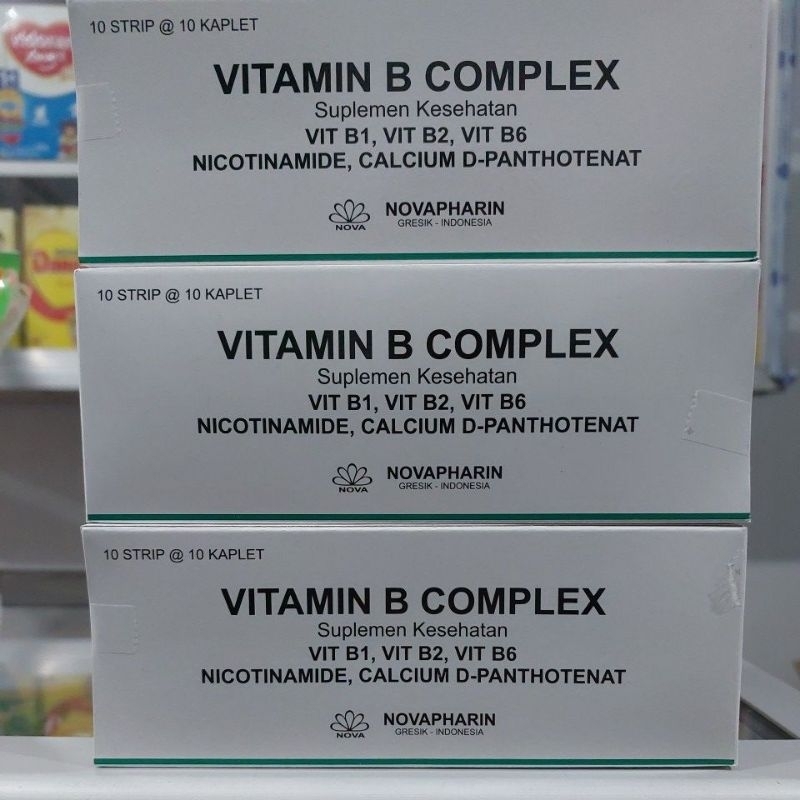 10 STRIP @ 10 KAPLET
VITAMIN B COMPLEX
Suplemen Kesehatan
VIT B1, VIT B2, VIT B6
NICOTINAMIDE, CALCIUM D-PANTHOTENAT
NOVA
NOVAPHARIN
GRESIK - INDONESIA
10 STRIP @ 10 KAPLET
VITAMIN B COMPLEX
Suplemen Kesehatan
VIT B1, VIT B2, VIT B6
NICOTINAMIDE, CALCIUM D-PANTHOTENAT
NOVA
NOVAPHARIN
GRESIK - INDONESIA
10 STRIP @ 10 KAPLET
VITAMIN B COMPLEX
Suplemen Kesehatan
VIT B1, VIT B2, VIT B6
NICOTINAMIDE, CALCIUM D-PANTHOTENAT
NOVA
NOVAPHARIN
GRESIK - INDONESIA